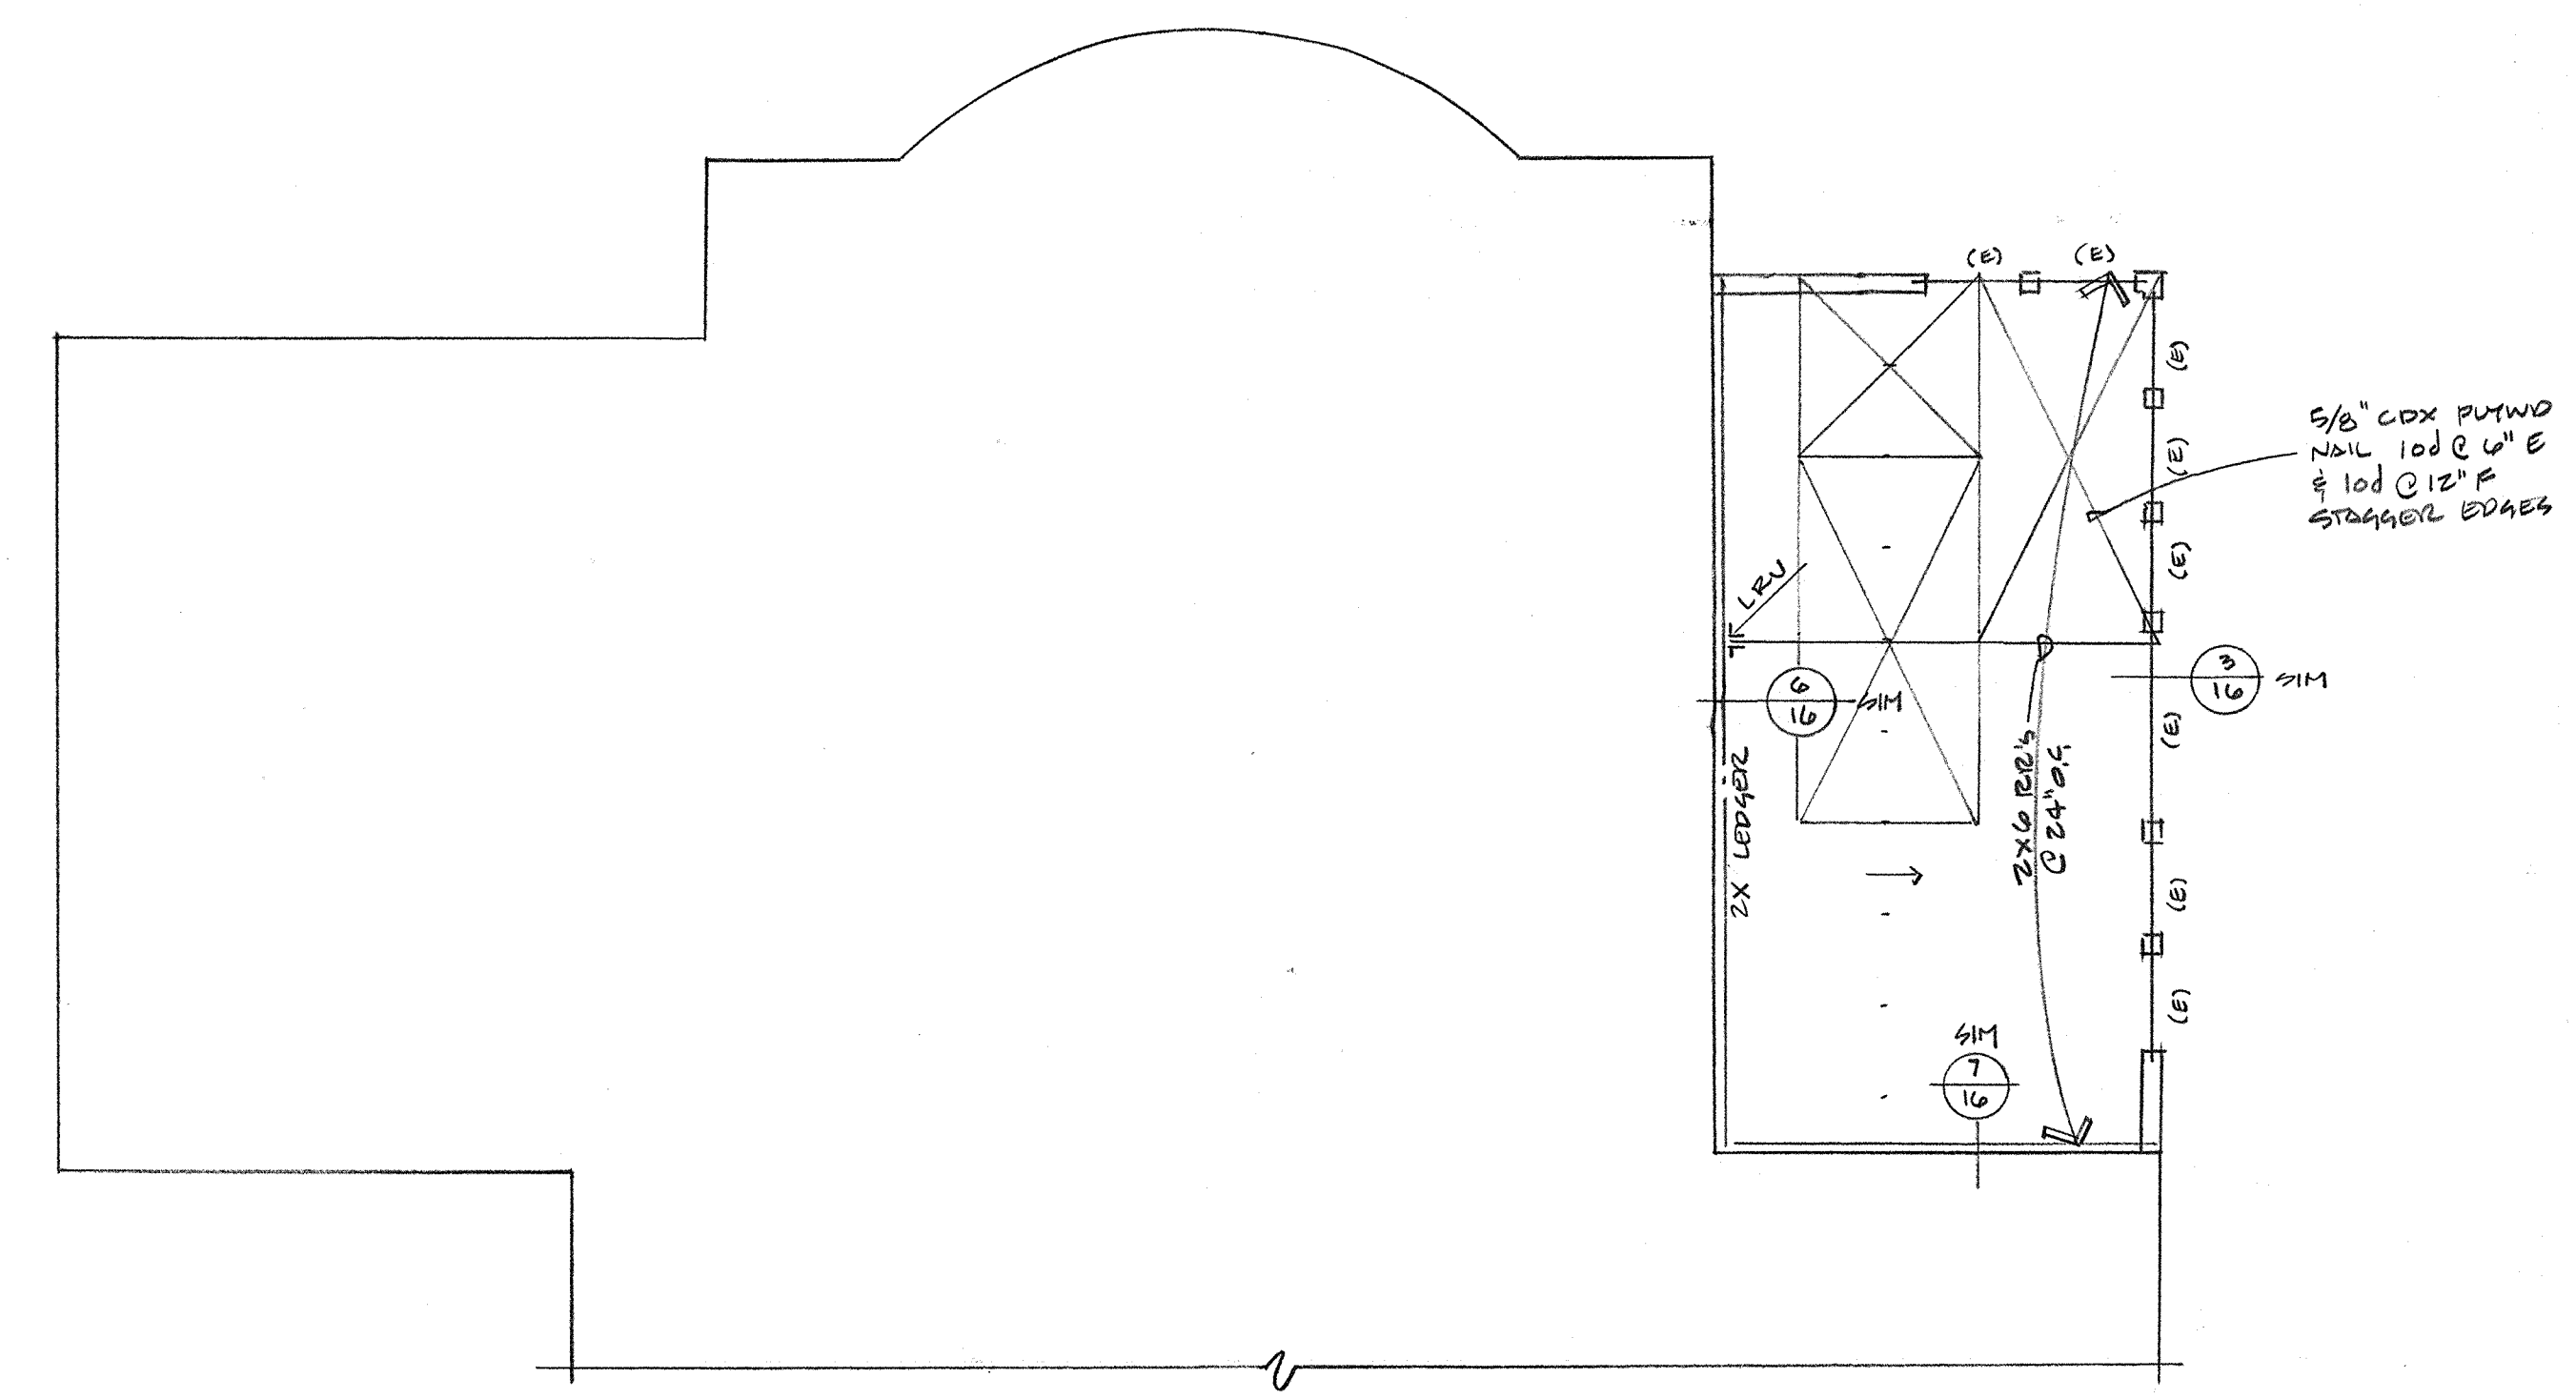 (E) (E)
(E)
5/8" CDX PLYWD
NAIL 10d @ 6" E
& 10d @ 12" F
STAGGER EDGES
(E)
(E)
LRU
3
16
SIM
6
16
SIM
(E)
2X LEDGER
2X6 RR's
@ 24" O.C.
(E)
(E)
SIM
7
16